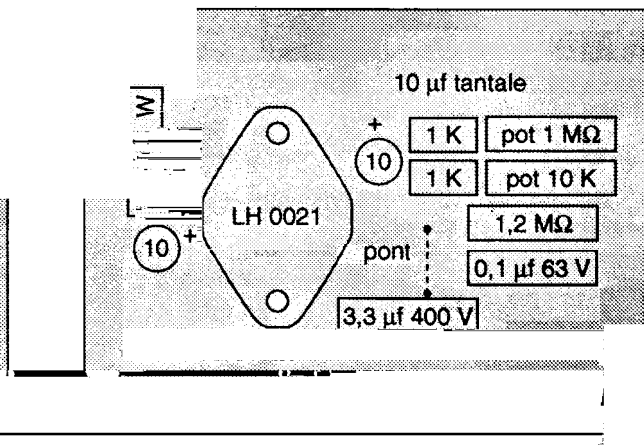 10 µf tantale
W
+
1 K
pot 1 MΩ
10
1 K
pot 10 K
LH 0021
1,2 MΩ
10
+
pont
0,1 µf 63 V
3,3 µf 400 V